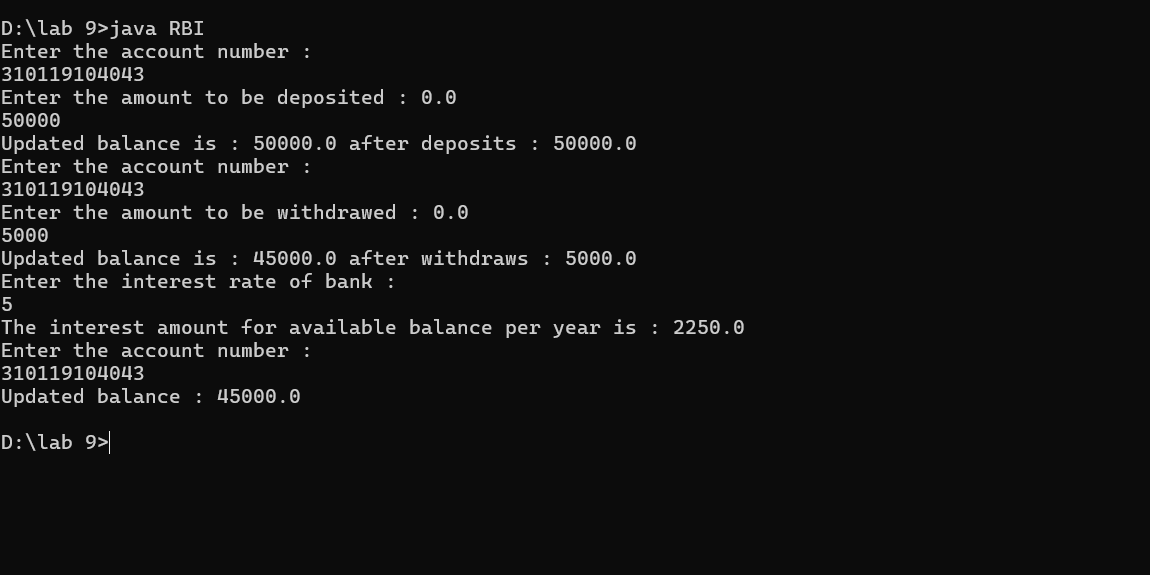 D:\lab 9>java RBI
Enter the account number :
310119104043
Enter the amount to be deposited : 0.0
50000
Updated balance is : 50000.0 after deposits : 50000.0
Enter the account number :
310119104043
Enter the amount to be withdrawed : 0.0
5000
Updated balance is : 45000.0 after withdraws : 5000.0
Enter the interest rate of bank :
5
The interest amount for available balance per year is : 2250.0
Enter the account number :
310119104043
Updated balance : 45000.0
D:\lab 9>